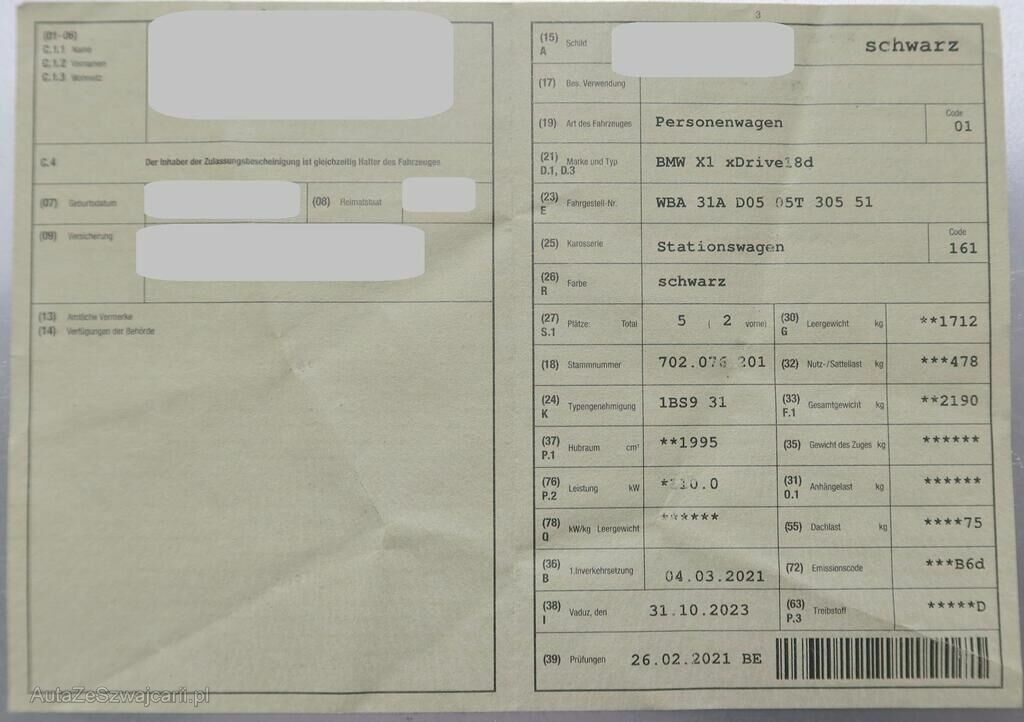 3
(01-06)
C.1.1 Name
C.1.2 Vornamen
C.1.3 Wohnsitz
C.4 Der Inhaber der Zulassungsbescheinigung ist gleichzeitig Halter des Fahrzeuges
(07) Geburtsdatum (08) Heimatstaat
(09) Versicherung
(13) Amtliche Vermerke
(14) Verfügungen der Behörde
(15) A Schild schwarz
(17) Bes. Verwendung
(19) Art des Fahrzeuges Personenwagen Code 01
(21) D.1, D.3 Marke und Typ BMW X1 xDrive18d
(23) E Fahrgestell-Nr. WBA 31A D05 05T 305 51
(25) Karosserie Stationswagen Code 161
(26) R Farbe schwarz
(27) S.1 Plätze: Total 5 ( 2 vorne) (30) G Leergewicht kg **1712
(18) Stammnummer 702.076 201 (32) Nutz-/Sattellast kg ***478
(24) K Typengenehmigung 1BS9 31 (33) F.1 Gesamtgewicht kg **2190
(37) P.1 Hubraum cm³ **1995 (35) Gewicht des Zuges kg ******
(76) P.2 Leistung kW (31) O.1 Anhängelast kg ******
(78) Q kW/kg Leergewicht ****** (55) Dachlast kg ****75
(36) B 1.Inverkehrsetzung 04.03.2021 (72) Emissionscode ***B6d
(38) I Vaduz, den 31.10.2023 (63) P.3 Treibstoff *****D
(39) Prüfungen 26.02.2021 BE
AutaZeSzwajcarii.pl